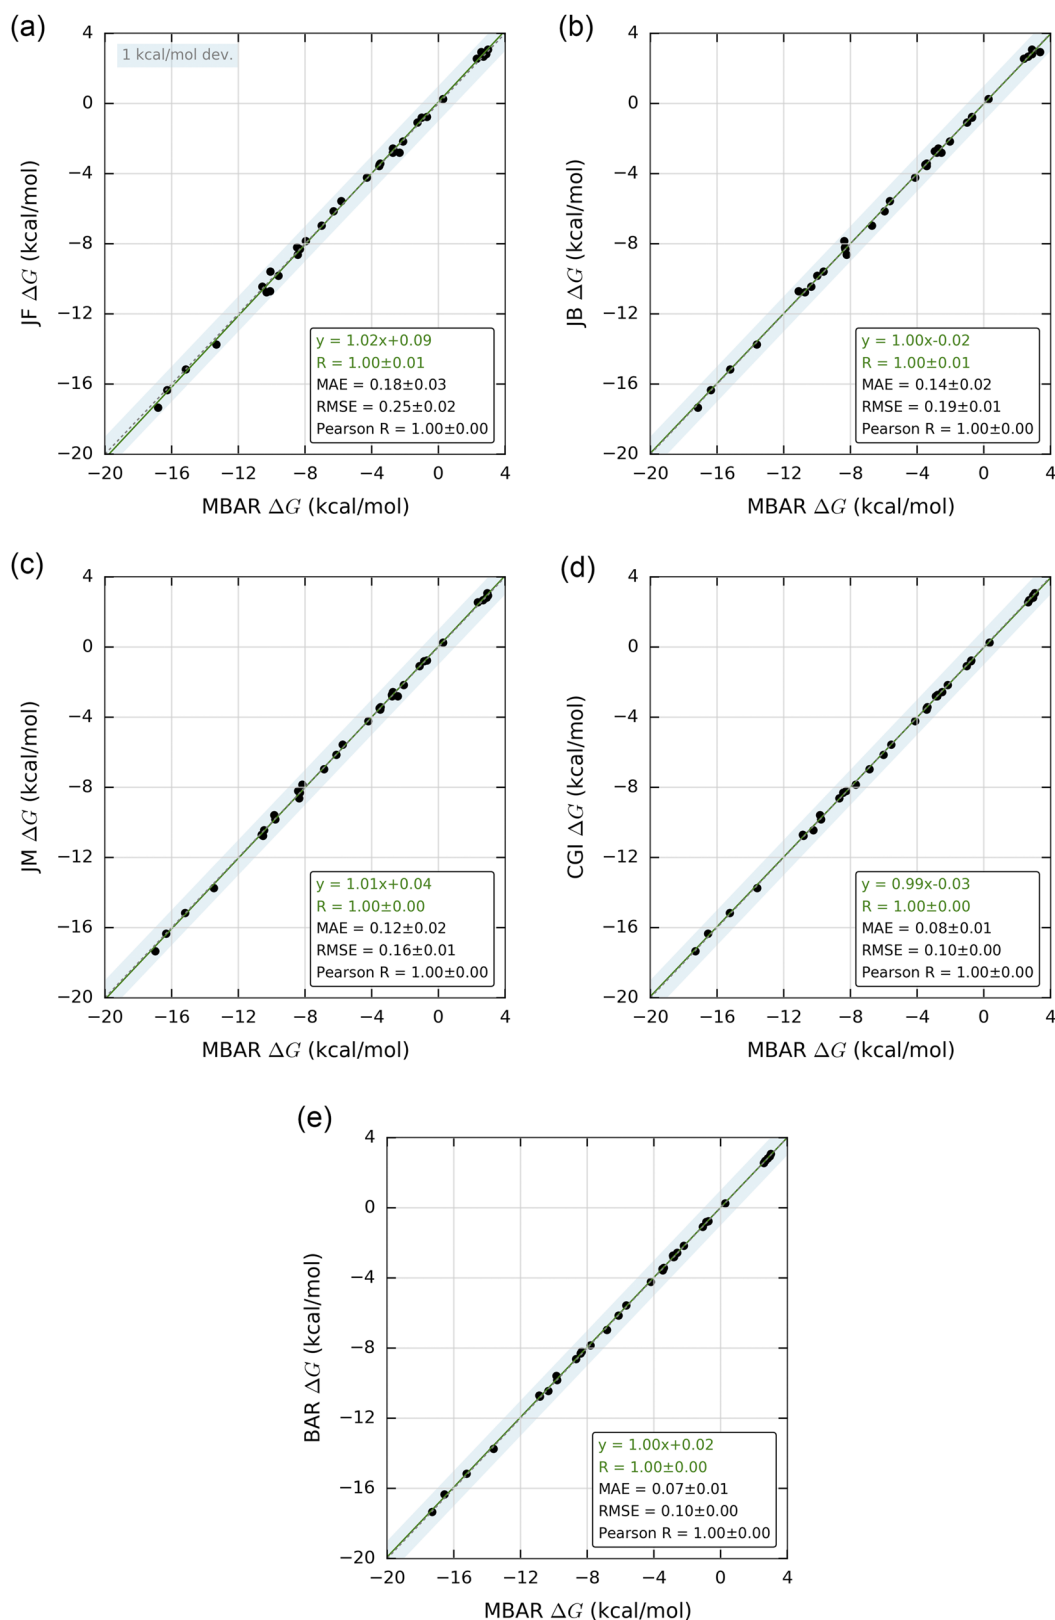 (a)
1 kcal/mol dev.
4
0
−4
−8
−12
−16
−20
JF ΔG (kcal/mol)
y = 1.02x+0.09
R = 1.00±0.01
MAE = 0.18±0.03
RMSE = 0.25±0.02
Pearson R = 1.00±0.00
−20 −16 −12 −8 −4 0 4
MBAR ΔG (kcal/mol)
(b)
4
0
−4
−8
−12
−16
−20
JB ΔG (kcal/mol)
y = 1.00x-0.02
R = 1.00±0.01
MAE = 0.14±0.02
RMSE = 0.19±0.01
Pearson R = 1.00±0.00
−20 −16 −12 −8 −4 0 4
MBAR ΔG (kcal/mol)
(c)
4
0
−4
−8
−12
−16
−20
JM ΔG (kcal/mol)
y = 1.01x+0.04
R = 1.00±0.00
MAE = 0.12±0.02
RMSE = 0.16±0.01
Pearson R = 1.00±0.00
−20 −16 −12 −8 −4 0 4
MBAR ΔG (kcal/mol)
(d)
4
0
−4
−8
−12
−16
−20
CGI ΔG (kcal/mol)
y = 0.99x-0.03
R = 1.00±0.00
MAE = 0.08±0.01
RMSE = 0.10±0.00
Pearson R = 1.00±0.00
−20 −16 −12 −8 −4 0 4
MBAR ΔG (kcal/mol)
(e)
4
0
−4
−8
−12
−16
−20
BAR ΔG (kcal/mol)
y = 1.00x+0.02
R = 1.00±0.00
MAE = 0.07±0.01
RMSE = 0.10±0.00
Pearson R = 1.00±0.00
−20 −16 −12 −8 −4 0 4
MBAR ΔG (kcal/mol)